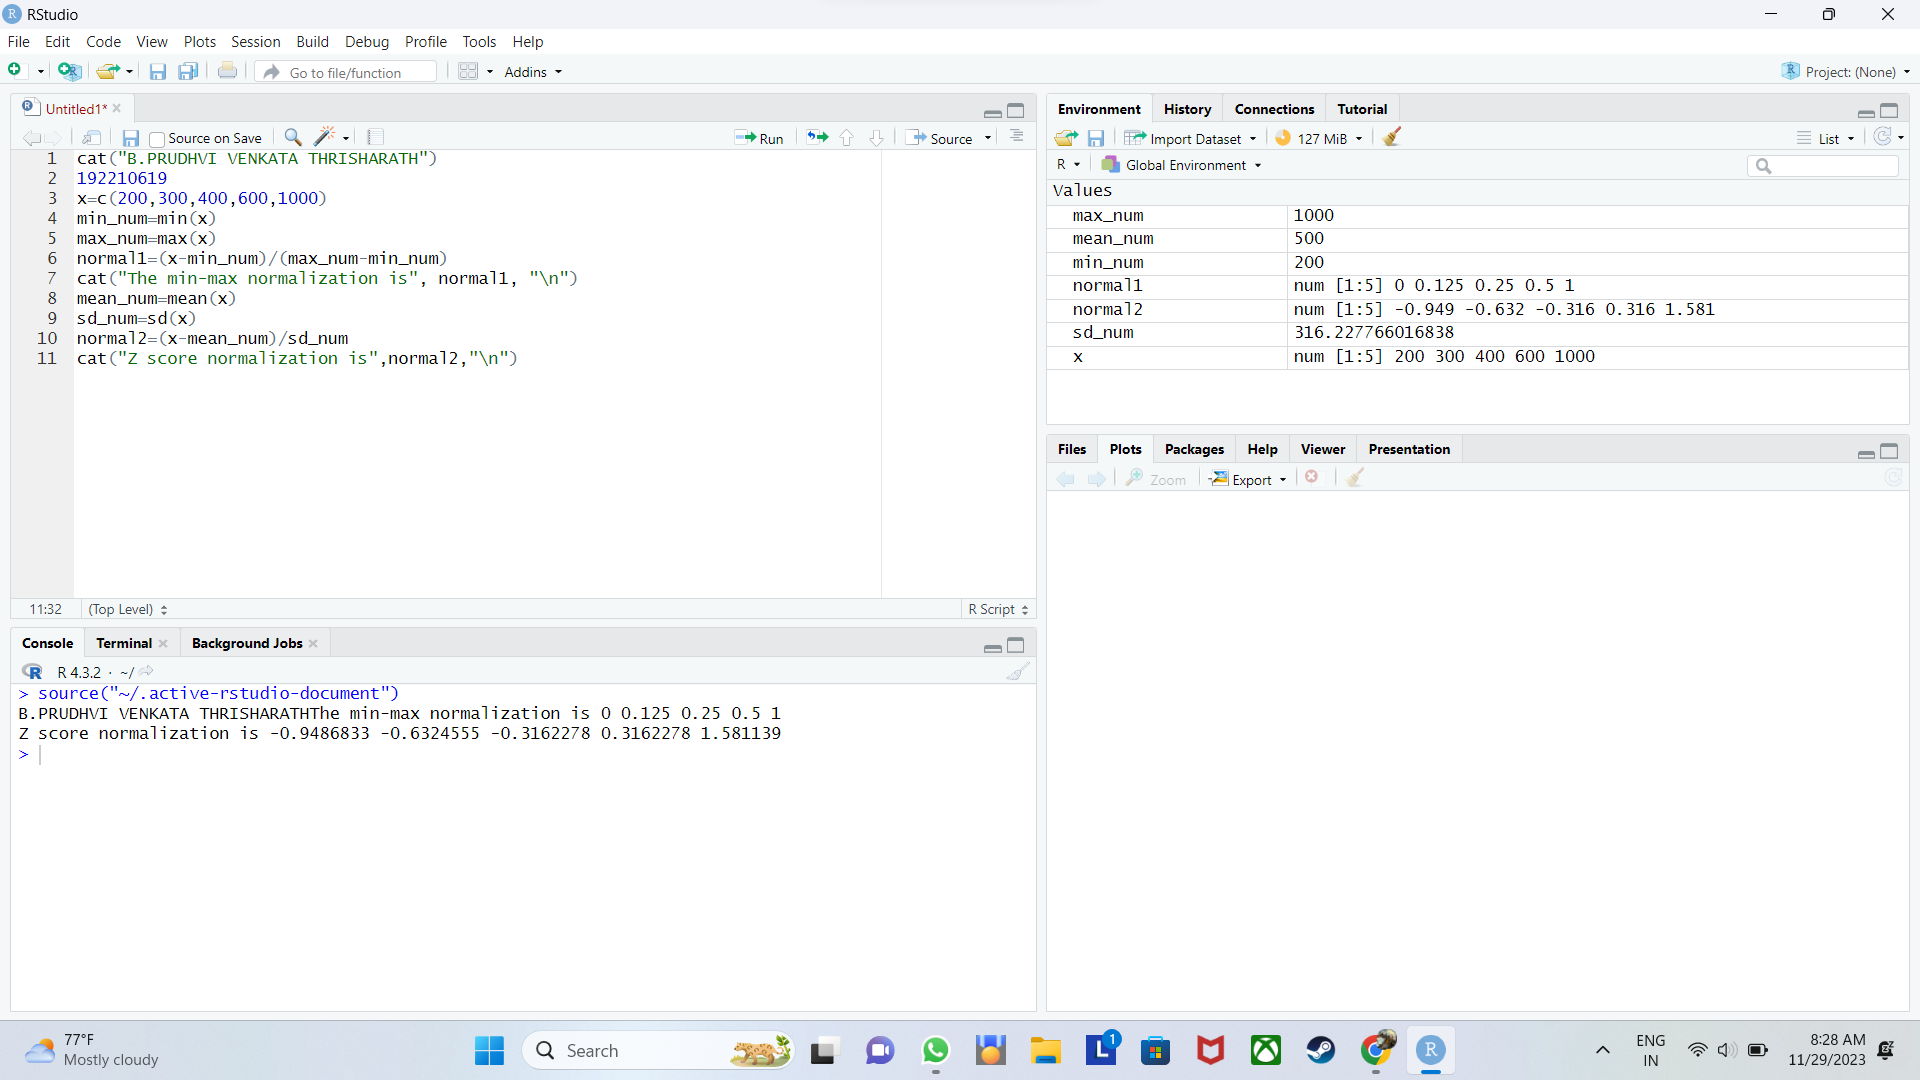 RStudio
File Edit Code View Plots Session Build Debug Profile Tools Help
Go to file/function Addins Project: (None)
Untitled1*
Source on Save Run Source
1 cat("B.PRUDHVI VENKATA THRISHARATH")
2 192210619
3 x=c(200,300,400,600,1000)
4 min_num=min(x)
5 max_num=max(x)
6 normal1=(x-min_num)/(max_num-min_num)
7 cat("The min-max normalization is", normal1, "\n")
8 mean_num=mean(x)
9 sd_num=sd(x)
10 normal2=(x-mean_num)/sd_num
11 cat("Z score normalization is",normal2,"\n")
11:32 (Top Level) R Script
Console Terminal Background Jobs
R 4.3.2 · ~/
> source("~/.active-rstudio-document")
B.PRUDHVI VENKATA THRISHARATHThe min-max normalization is 0 0.125 0.25 0.5 1
Z score normalization is -0.9486833 -0.6324555 -0.3162278 0.3162278 1.581139
>
Environment History Connections Tutorial
Import Dataset 127 MiB List
R Global Environment
Values
max_num 1000
mean_num 500
min_num 200
normal1 num [1:5] 0 0.125 0.25 0.5 1
normal2 num [1:5] -0.949 -0.632 -0.316 0.316 1.581
sd_num 316.227766016838
x num [1:5] 200 300 400 600 1000
Files Plots Packages Help Viewer Presentation
Zoom Export
77°F
Mostly cloudy
Search
L 1
R
ENG
IN
8:28 AM
11/29/2023